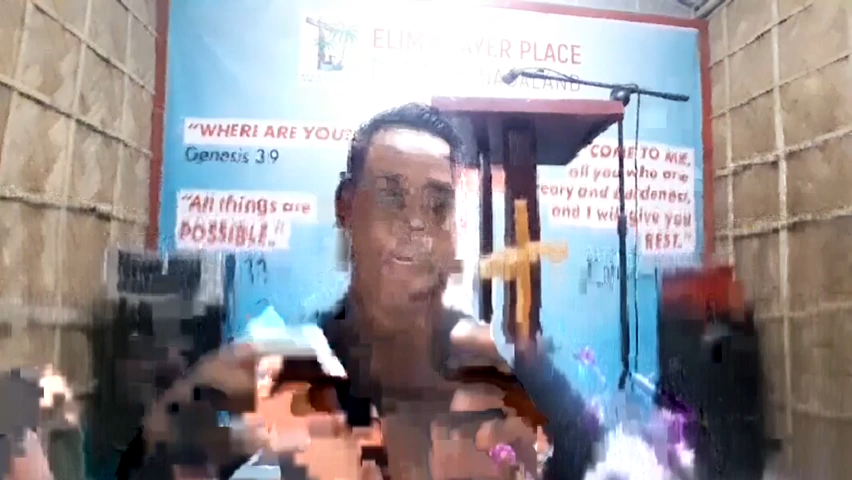 ELIM PRAYER PLACE
NAGALAND
"WHERE ARE YOU
Genesis 3:9
"All things are
POSSIBLE."
COME TO ME,
all you who are
and burdened,
and I will give you
REST."